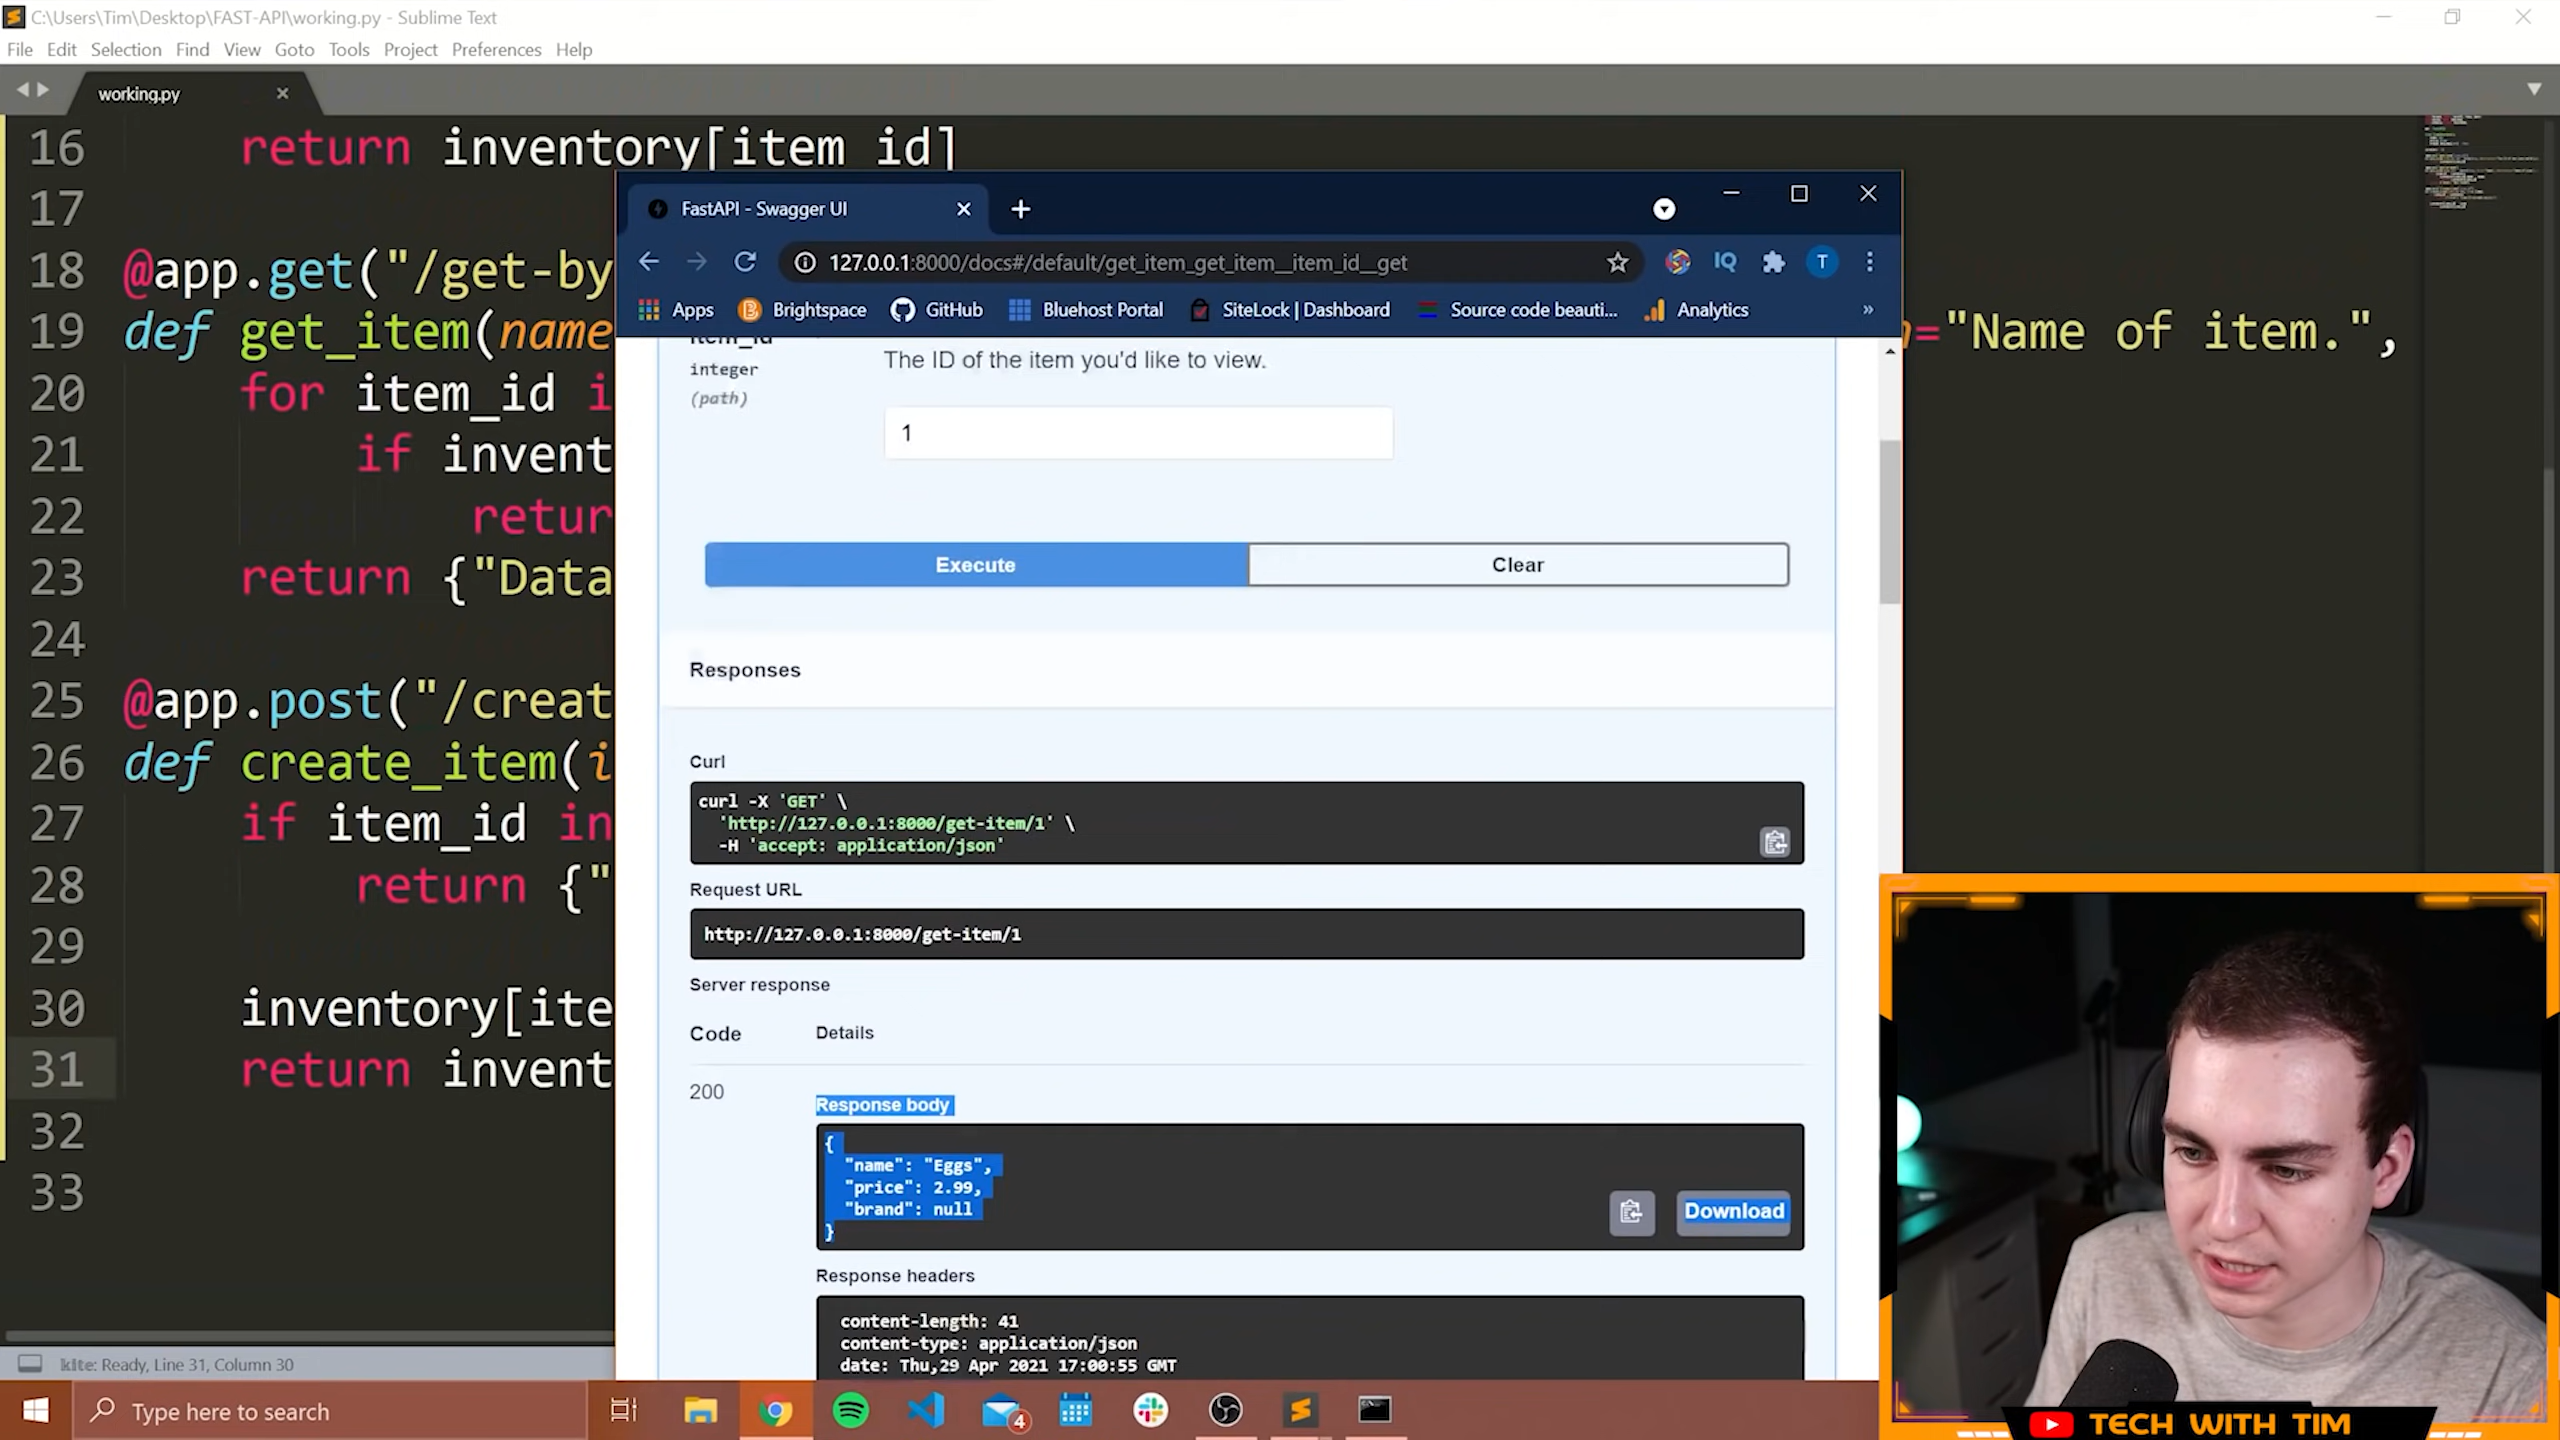 C:\Users\Tim\Desktop\FAST-API\working.py - Sublime Text
File Edit Selection Find View Goto Tools Project Preferences Help
working.py
16 return inventory[item_id]
17
18 @app.get("/get-by
19 def get_item(name ="Name of item.",
20 for item_id i
21 if invent
22 retur
23 return {"Data
24
25 @app.post("/creat
26 def create_item(i
27 if item_id in
28 return {"
29
30 inventory[ite
31 return invent
32
33
kite: Ready, Line 31, Column 30
FastAPI - Swagger UI
127.0.0.1:8000/docs#/default/get_item_get_item__item_id__get
IQ
T
Apps Brightspace GitHub Bluehost Portal SiteLock | Dashboard Source code beauti... Analytics »
item_id
The ID of the item you'd like to view.
integer
(path)
1
Execute Clear
Responses
Curl
curl -X 'GET' \
'http://127.0.0.1:8000/get-item/1' \
-H 'accept: application/json'
Request URL
http://127.0.0.1:8000/get-item/1
Server response
Code Details
200
Response body
{
"name": "Eggs",
"price": 2.99,
"brand": null
}
Download
Response headers
content-length: 41
content-type: application/json
date: Thu,29 Apr 2021 17:00:55 GMT
Type here to search
4
TECH WITH TIM